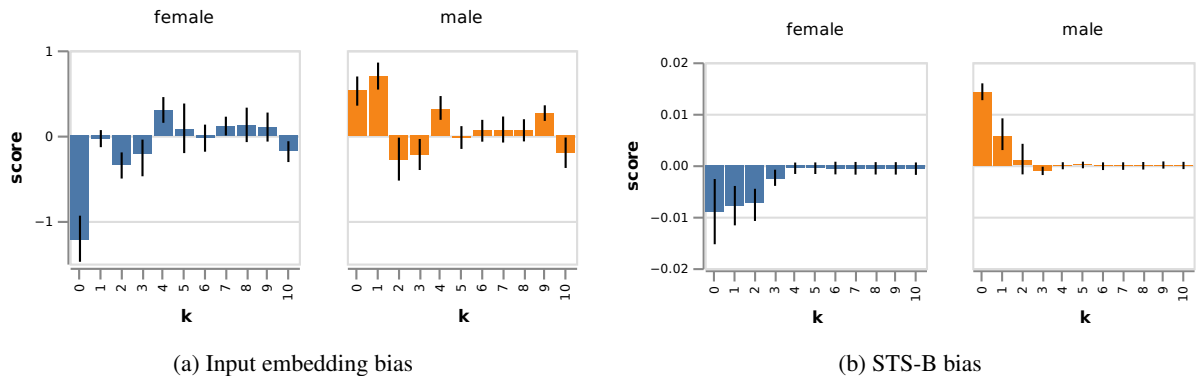 female
male
1
0
−1
score
0 1 2 3 4 5 6 7 8 9 10
0 1 2 3 4 5 6 7 8 9 10
k
k
(a) Input embedding bias
female
male
0.02
0.01
0.00
−0.01
−0.02
score
0 1 2 3 4 5 6 7 8 9 10
0 1 2 3 4 5 6 7 8 9 10
k
k
(b) STS-B bias